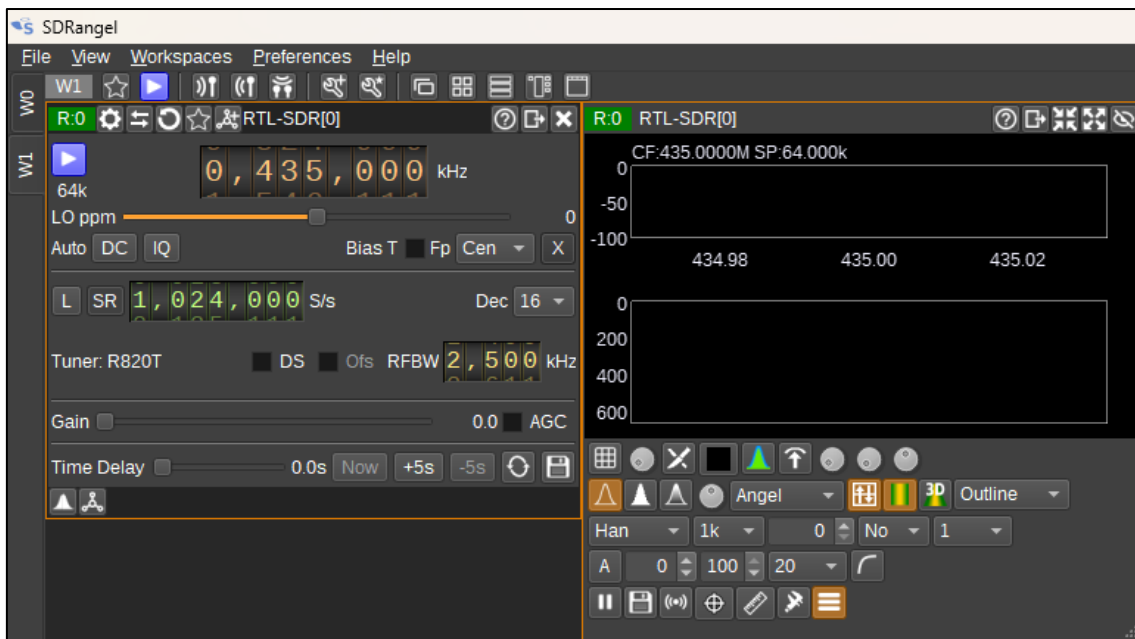 SDRangel
File View Workspaces Preferences Help
W0
W1
W1
R:0 RTL-SDR[0]
64k
0,435,000 kHz
LO ppm 0
Auto DC IQ Bias T Fp Cen X
L SR 1,024,000 S/s Dec 16
Tuner: R820T DS Ofs RFBW 2,500 kHz
Gain 0.0 AGC
Time Delay 0.0s Now +5s -5s
R:0 RTL-SDR[0]
CF:435.0000M SP:64.000k
0
-50
-100
434.98 435.00 435.02
0
200
400
600
Angel 3D Outline
Han 1k 0 No 1
A 0 100 20